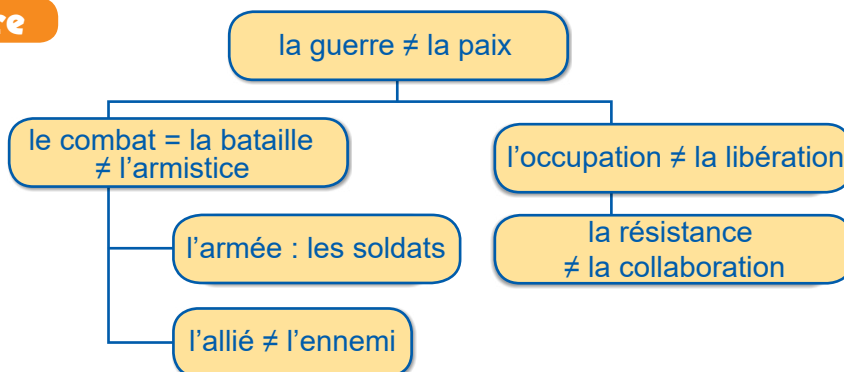 re
la guerre ≠ la paix
le combat = la bataille
≠ l'armistice
l'occupation ≠ la libération
l'armée : les soldats
la résistance
≠ la collaboration
l'allié ≠ l'ennemi